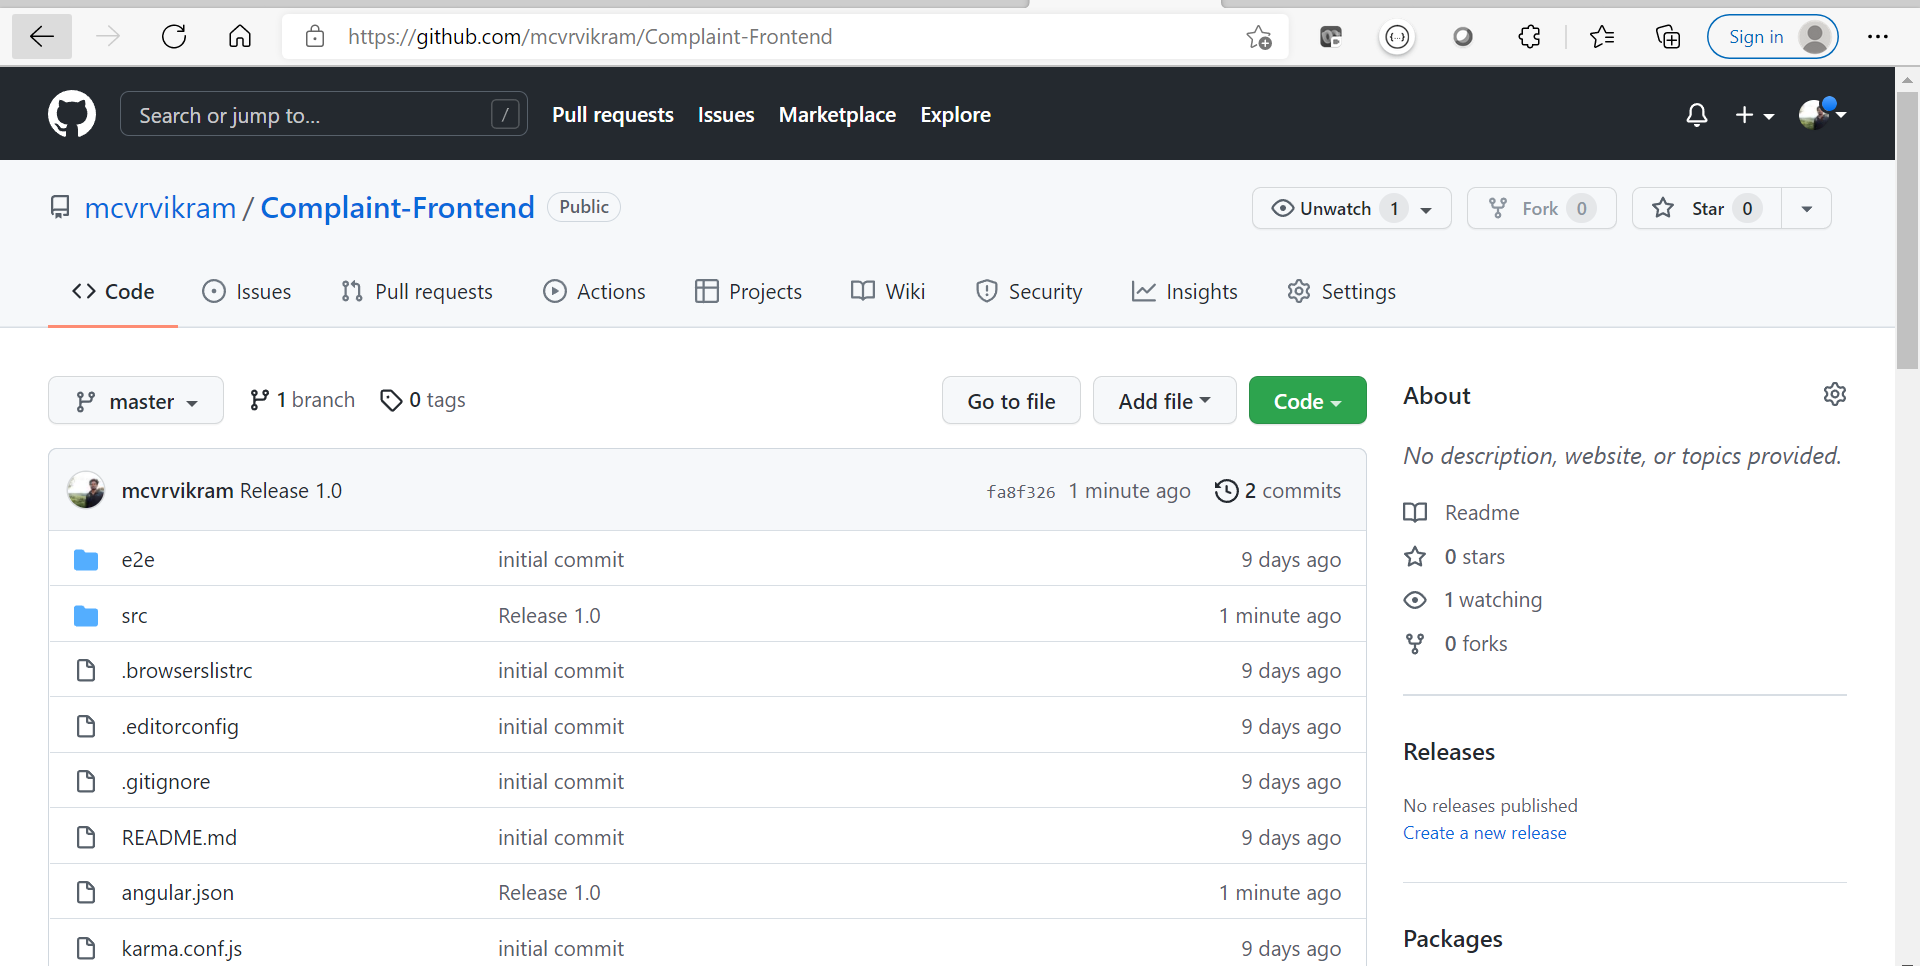 https://github.com/mcvrvikram/Complaint-Frontend
Sign in
Search or jump to...
/
Pull requests Issues Marketplace Explore
mcvrvikram / Complaint-Frontend Public
Unwatch 1
Fork 0
Star 0
Code Issues Pull requests Actions Projects Wiki Security Insights Settings
master 1 branch 0 tags
Go to file Add file Code
mcvrvikram Release 1.0 fa8f326 1 minute ago 2 commits
e2e initial commit 9 days ago
src Release 1.0 1 minute ago
.browserslistrc initial commit 9 days ago
.editorconfig initial commit 9 days ago
.gitignore initial commit 9 days ago
README.md initial commit 9 days ago
angular.json Release 1.0 1 minute ago
karma.conf.js initial commit 9 days ago
About
No description, website, or topics provided.
Readme
0 stars
1 watching
0 forks
Releases
No releases published
Create a new release
Packages